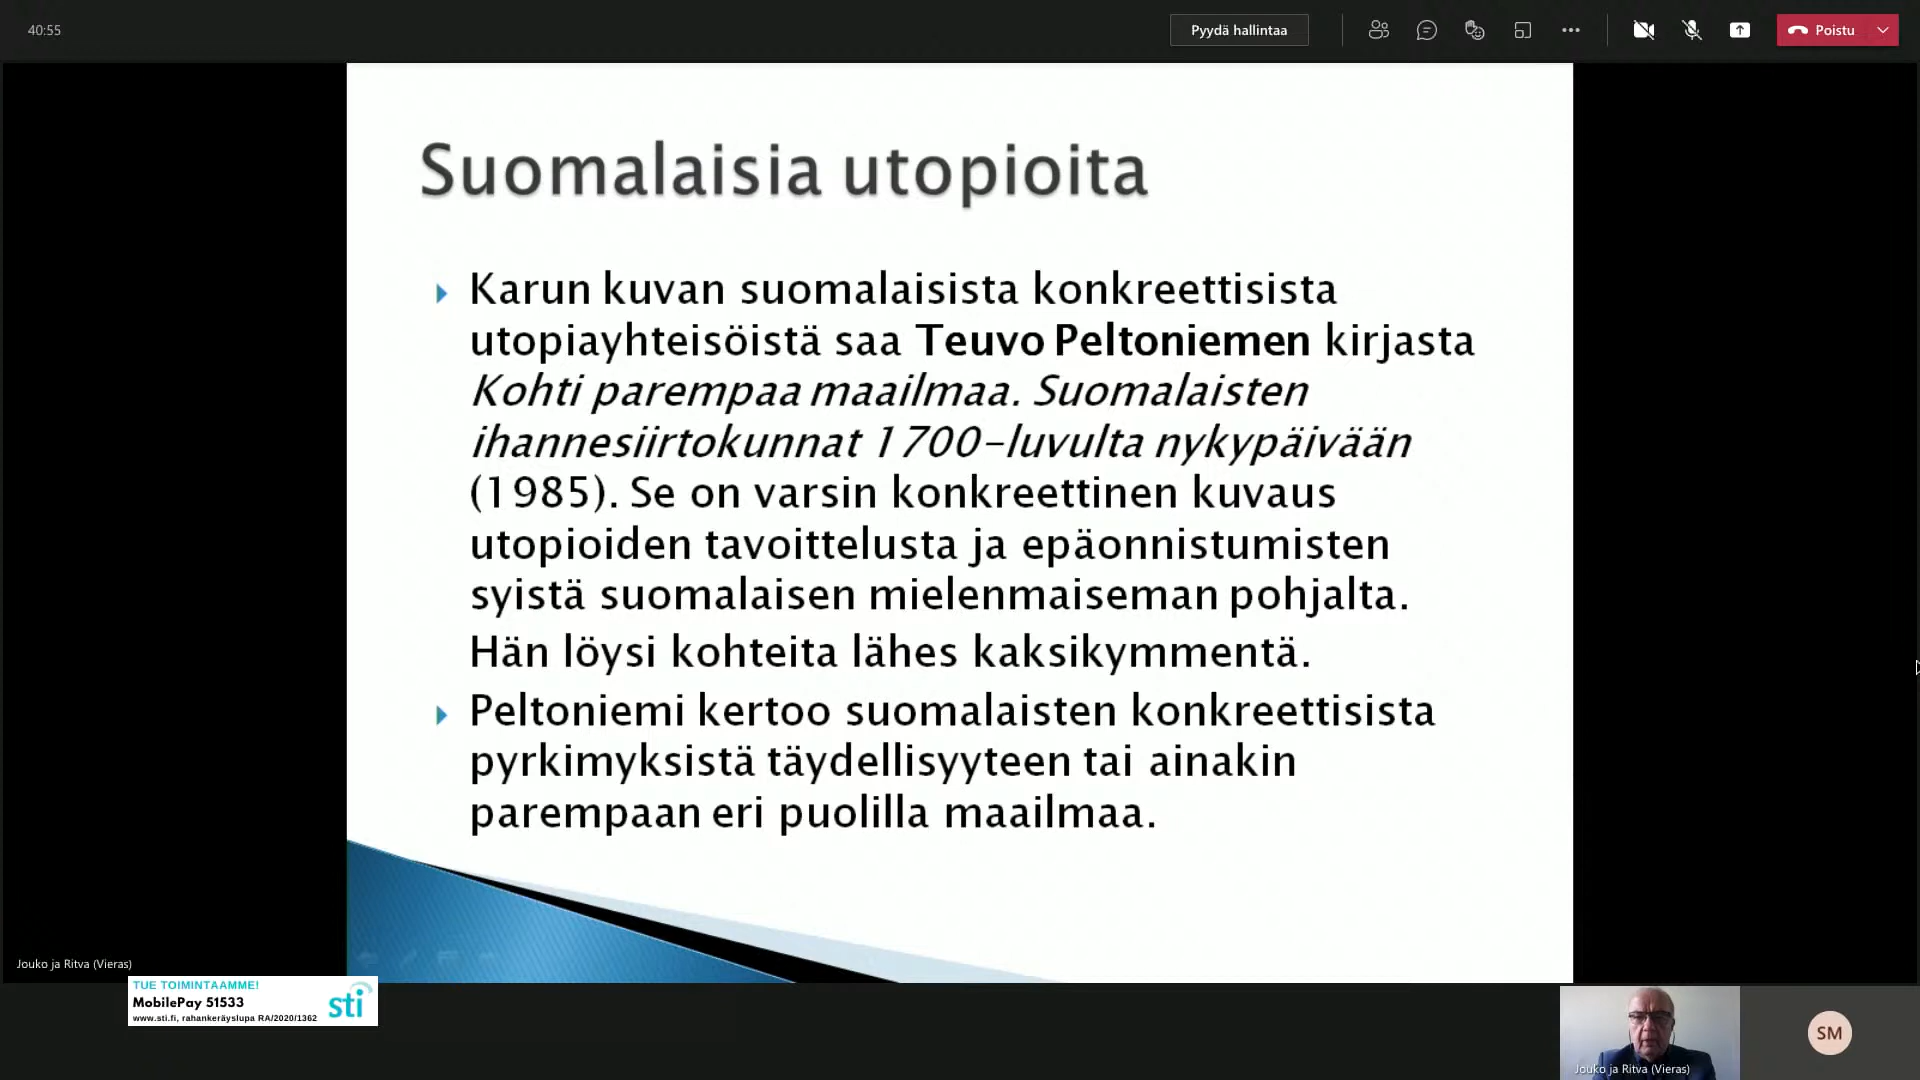 40:55
Pyydä hallintaa
Poistu
Suomalaisia utopioita
Karun kuvan suomalaisista konkreettisista
utopiayhteisöistä saa Teuvo Peltoniemen kirjasta
Kohti parempaa maailmaa. Suomalaisten
ihannesiirtokunnat 1700-luvulta nykypäivään
(1985). Se on varsin konkreettinen kuvaus
utopioiden tavoittelusta ja epäonnistumisten
syistä suomalaisen mielenmaiseman pohjalta.
Hän löysi kohteita lähes kaksikymmentä.
Peltoniemi kertoo suomalaisten konkreettisista
pyrkimyksistä täydellisyyteen tai ainakin
parempaan eri puolilla maailmaa.
Jouko ja Ritva (Vieras)
TUE TOIMINTAAMME!
MobilePay 51533
www.sti.fi, rahankeräyslupa RA/2020/1362
sti
Jouko ja Ritva (Vieras)
SM